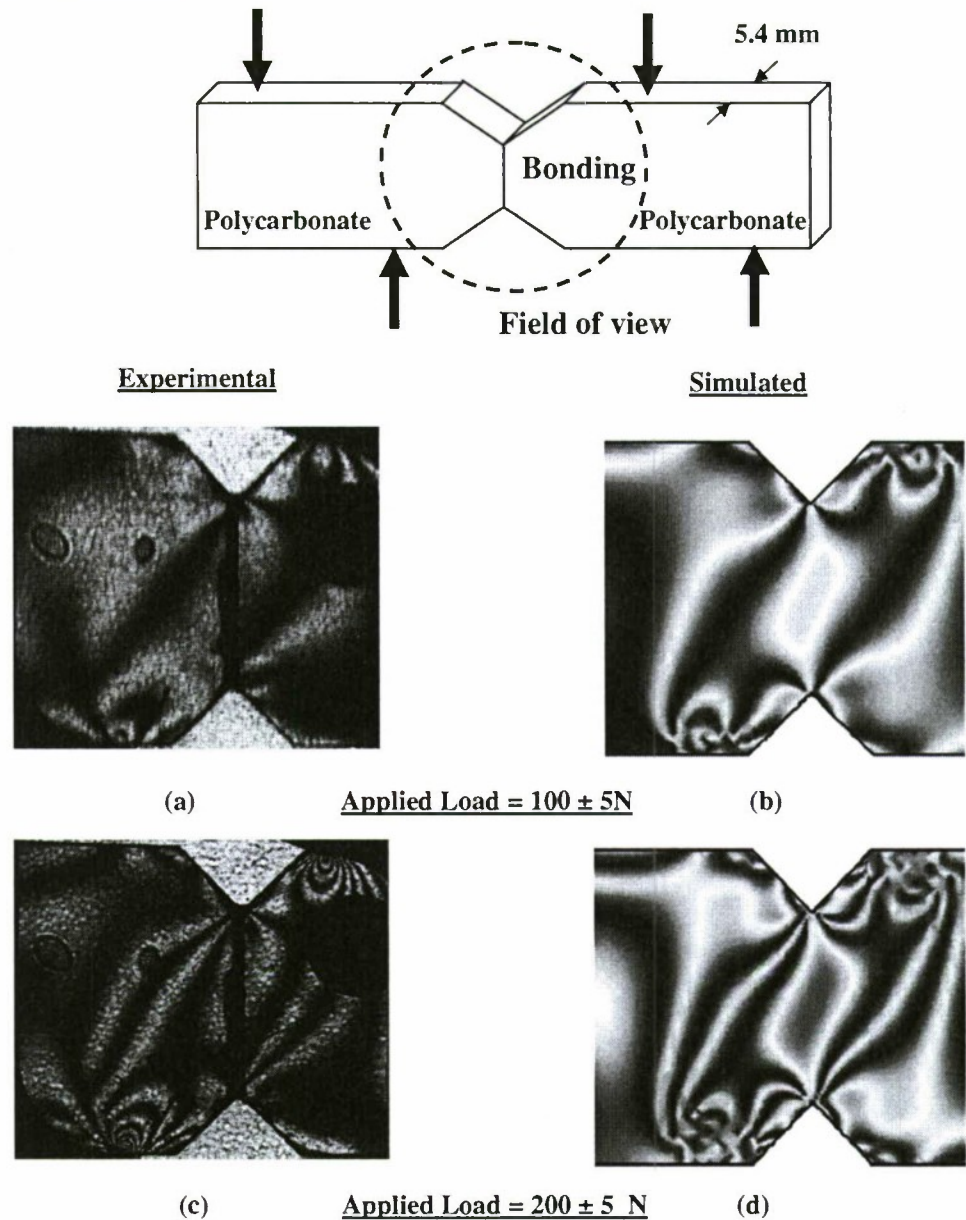 5.4 mm
Bonding
Polycarbonate
Polycarbonate
Field of view
Experimental
Simulated
(a)
Applied Load = 100 ± 5N
(b)
(c)
Applied Load = 200 ± 5 N
(d)